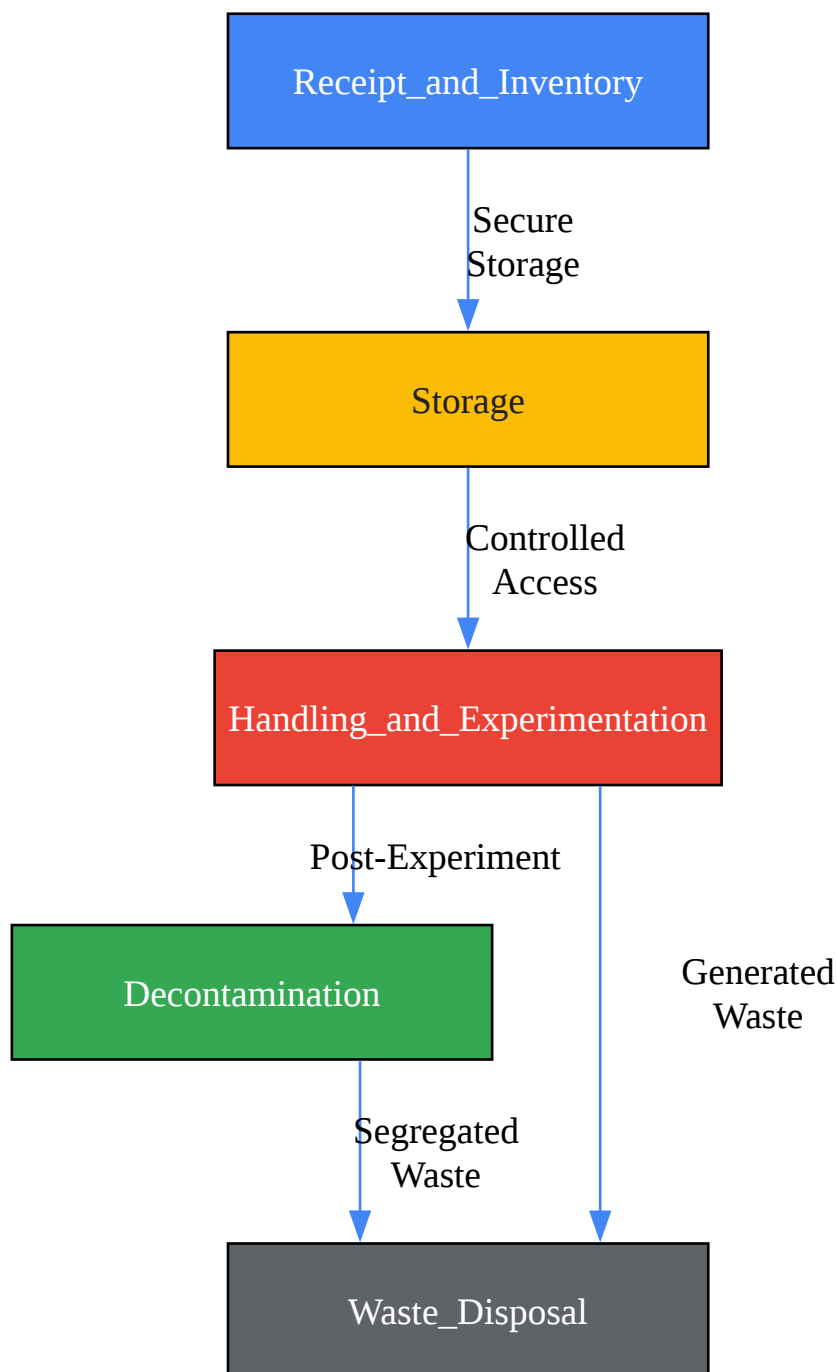 Receipt_and_Inventory
Secure
Storage
Storage
Controlled
Access
Handling_and_Experimentation
Post-Experiment
Decontamination
Generated
Waste
Segregated
Waste
Waste_Disposal